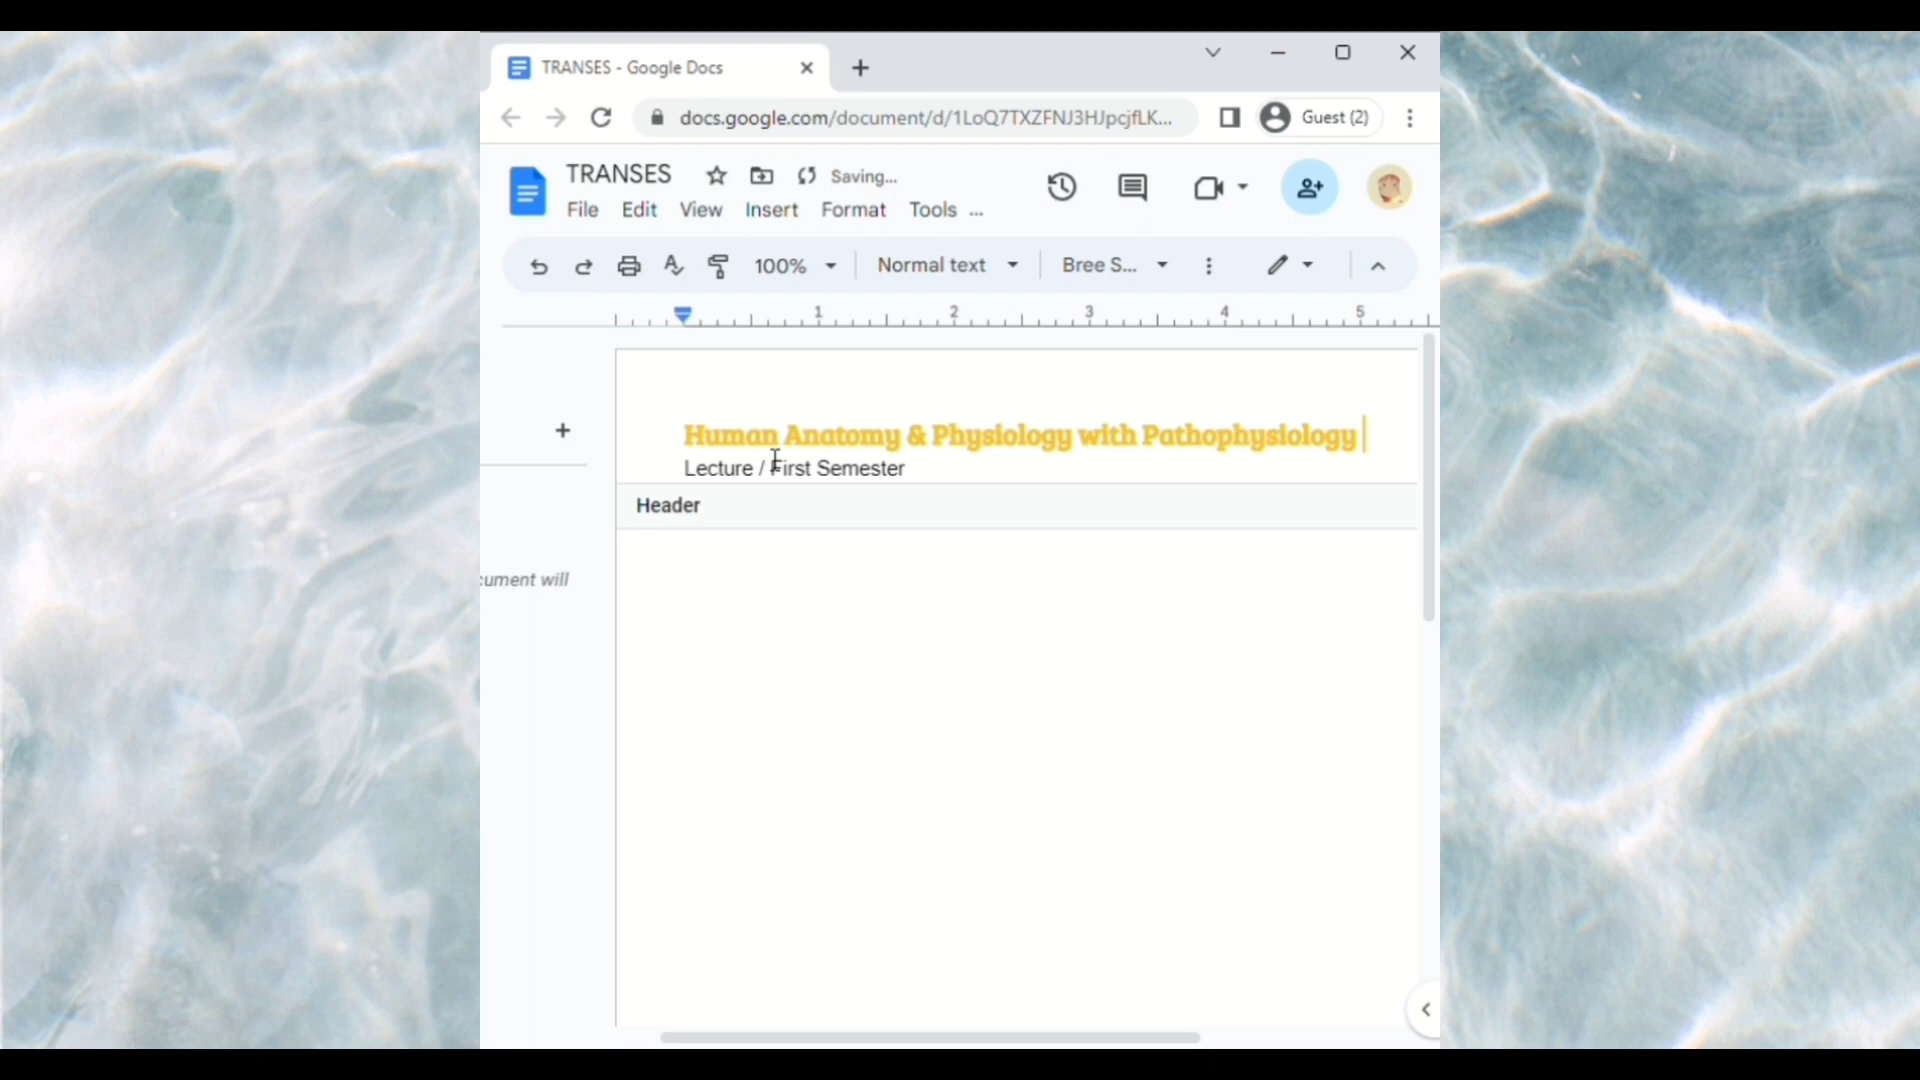 TRANSES - Google Docs
docs.google.com/document/d/1LoQ7TXZFNJ3HJpcjfLK...
Guest (2)
TRANSES
Saving...
File Edit View Insert Format Tools ...
100% Normal text Bree S...
1 2 3 4 5
Human Anatomy & Physiology with Pathophysiology
Lecture / First Semester
Header
cument will